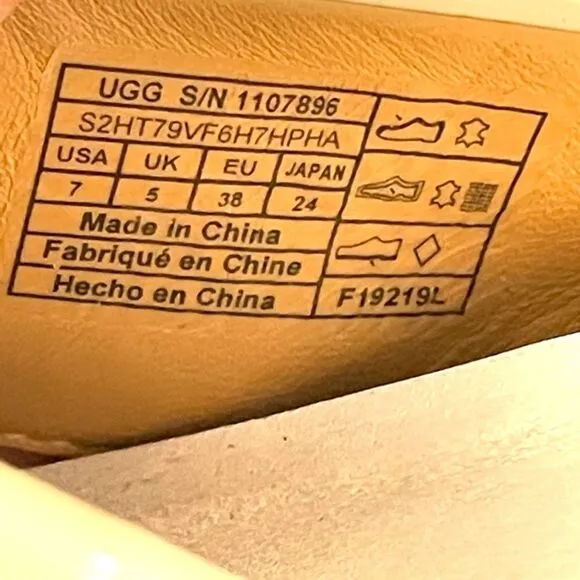 UGG S/N 1107896
S2HT79VF6H7HPHA
USA UK EU JAPAN
7 5 38 24
Made in China
Fabriqué en Chine
Hecho en China
F19219L